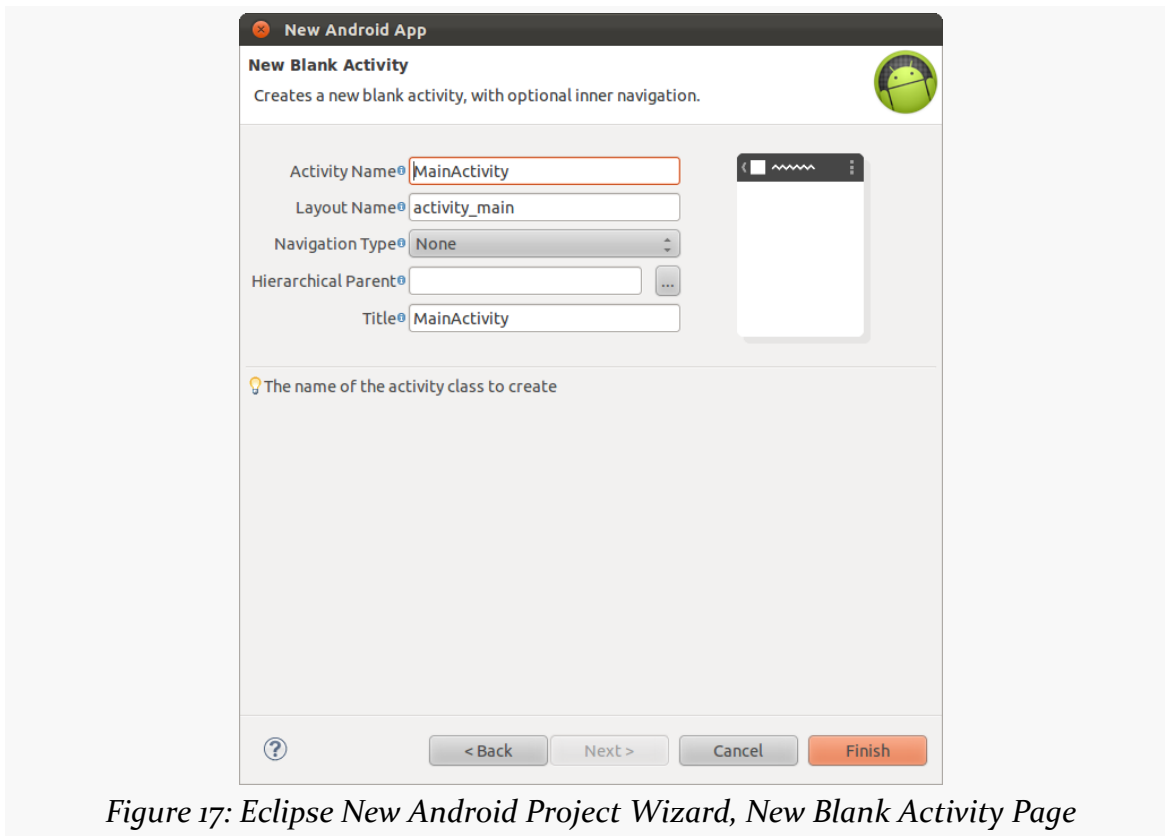 New Android App
New Blank Activity
Creates a new blank activity, with optional inner navigation.
Activity Name MainActivity
Layout Name activity_main
Navigation Type None
Hierarchical Parent ...
Title MainActivity
The name of the activity class to create
? < Back Next > Cancel Finish
Figure 17: Eclipse New Android Project Wizard, New Blank Activity Page